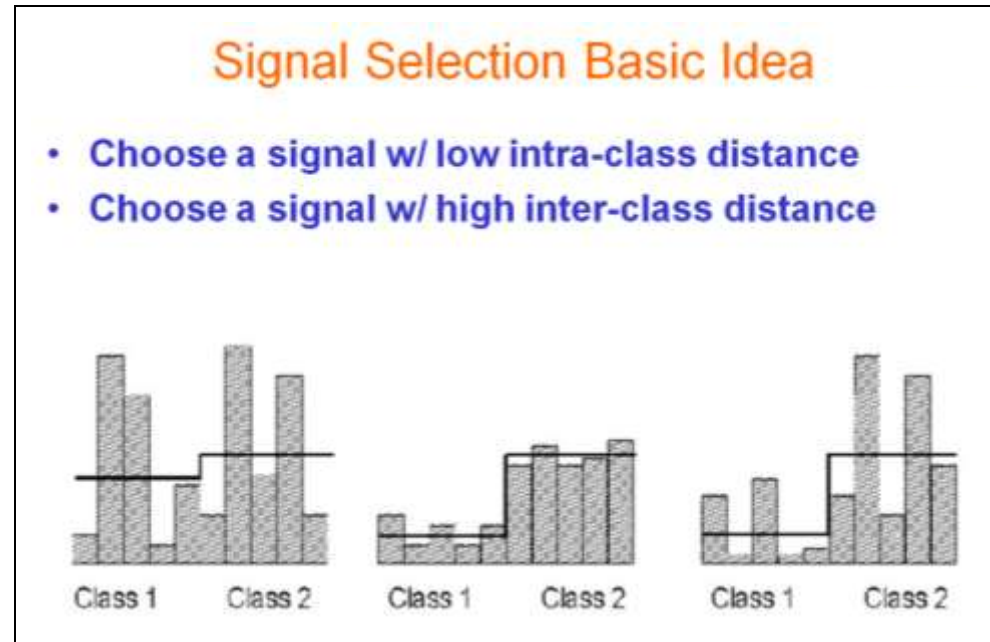 Signal Selection Basic Idea
• Choose a signal w/ low intra-class distance
• Choose a signal w/ high inter-class distance
Class 1 Class 2 Class 1 Class 2 Class 1 Class 2